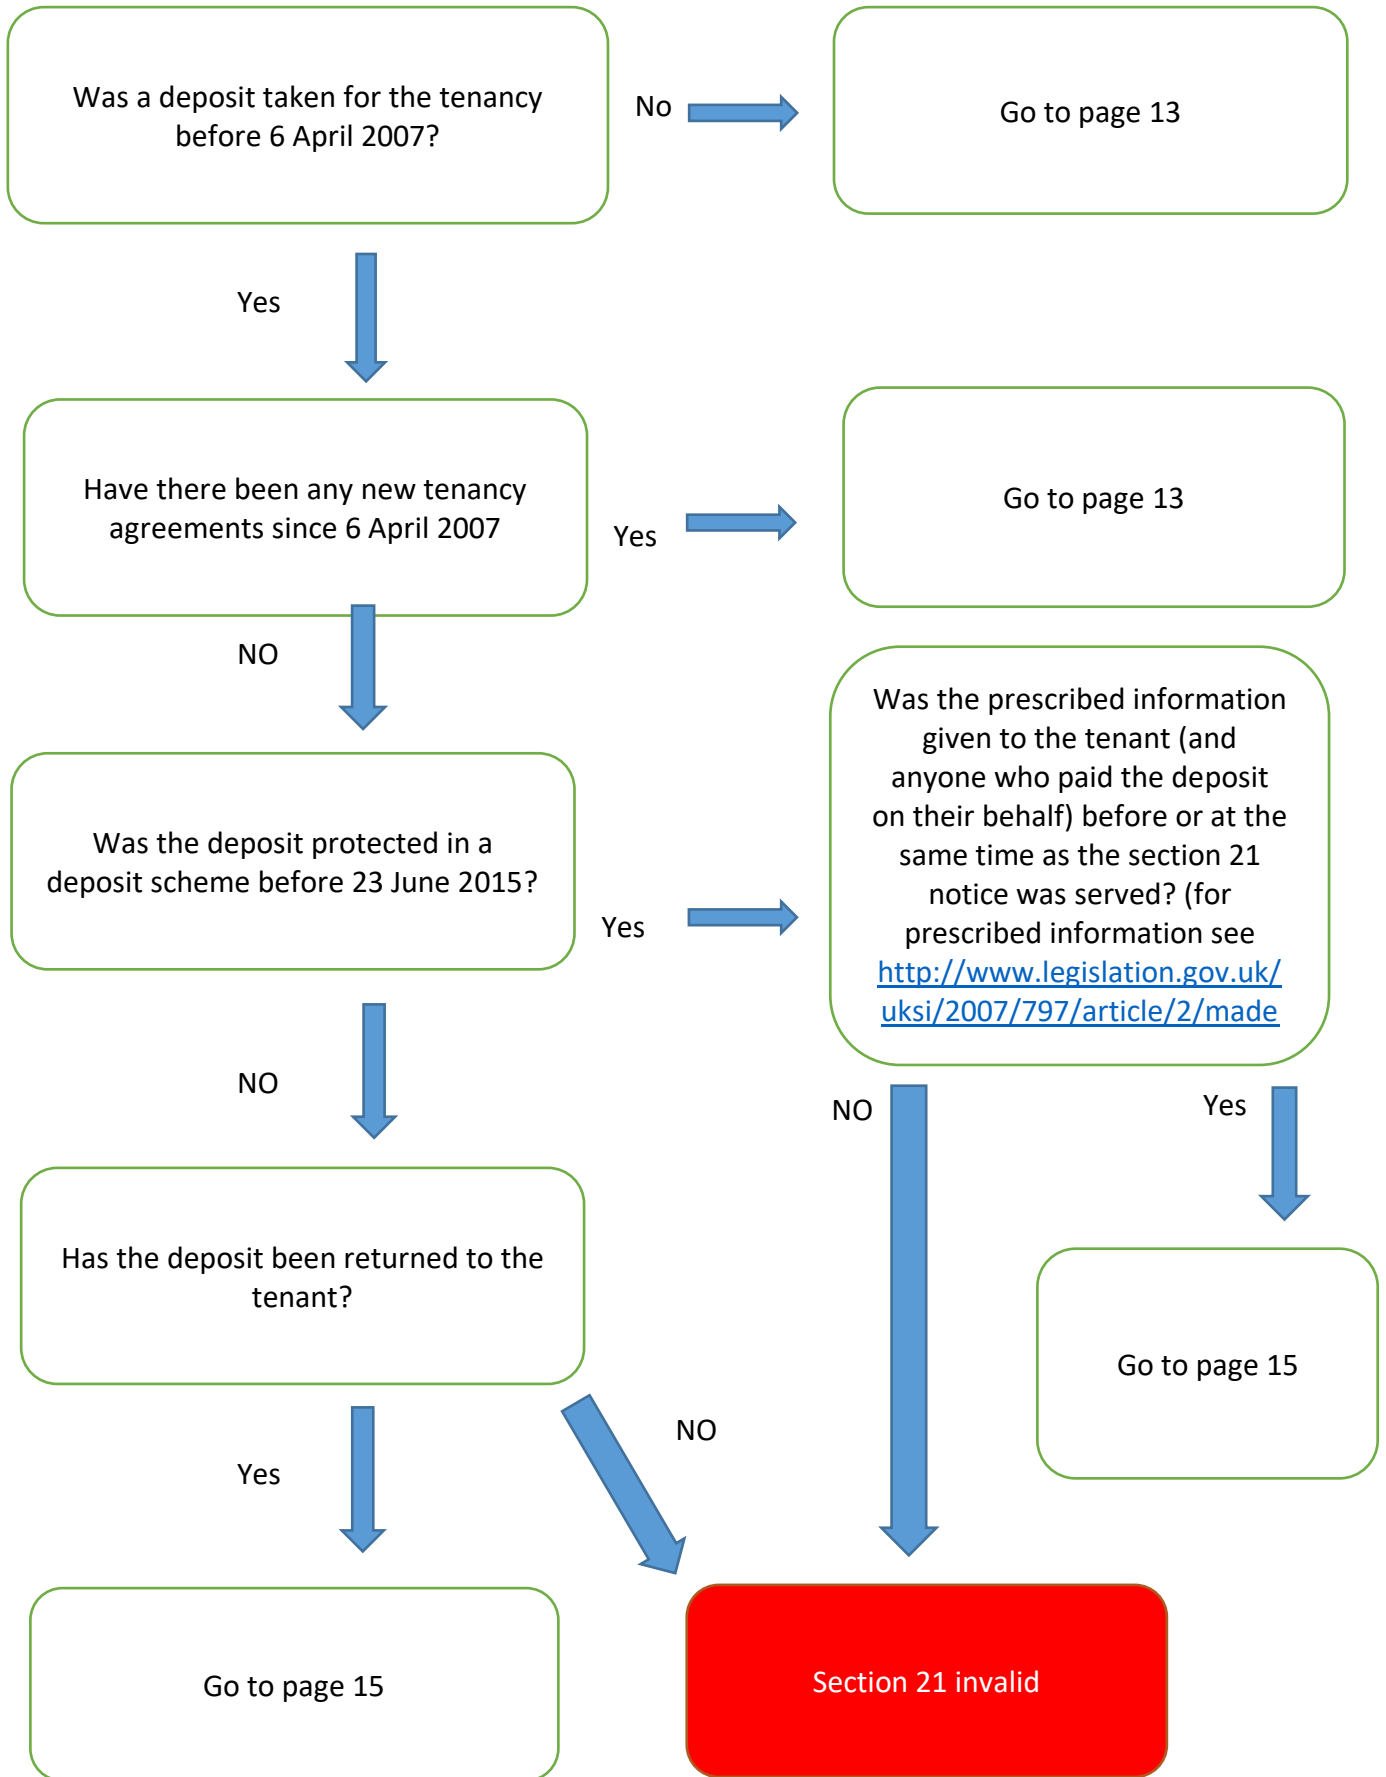 Was a deposit taken for the tenancy
before 6 April 2007?
No
Go to page 13
Yes
Have there been any new tenancy
agreements since 6 April 2007
Yes
Go to page 13
NO
Was the deposit protected in a
deposit scheme before 23 June 2015?
Yes
Was the prescribed information
given to the tenant (and
anyone who paid the deposit
on their behalf) before or at the
same time as the section 21
notice was served? (for
prescribed information see
http://www.legislation.gov.uk/
uksi/2007/797/article/2/made
NO
NO
Yes
Has the deposit been returned to the
tenant?
Go to page 15
NO
Yes
Go to page 15
Section 21 invalid